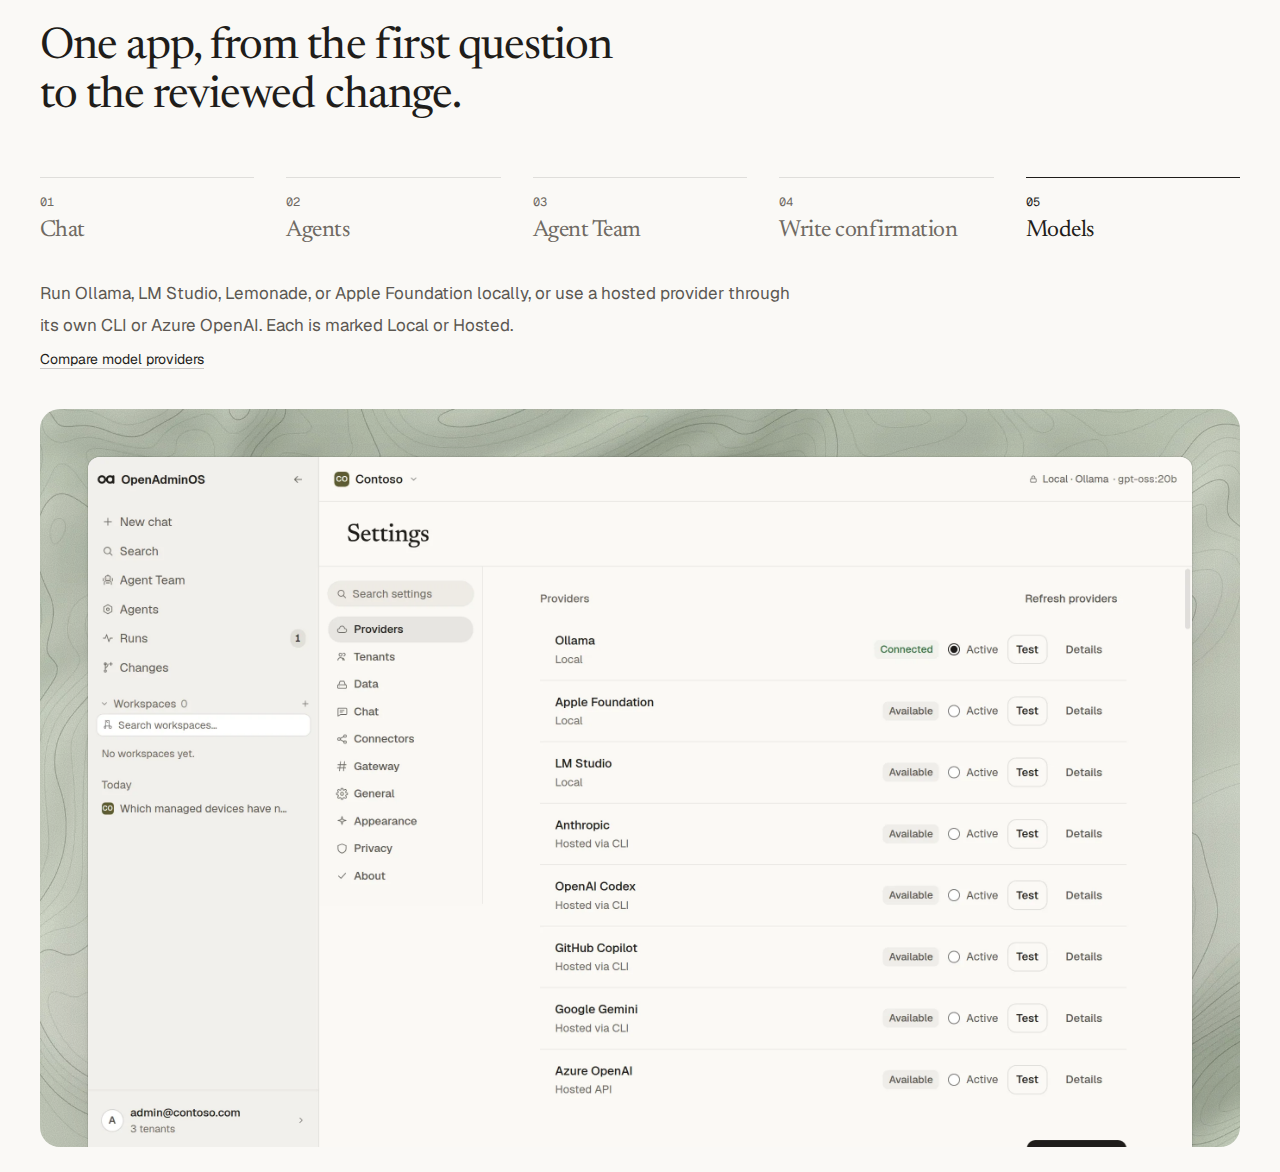 One app, from the first question
to the reviewed change.
01
Chat
02
Agents
03
Agent Team
04
Write confirmation
05
Models
Run Ollama, LM Studio, Lemonade, or Apple Foundation locally, or use a hosted provider through
its own CLI or Azure OpenAI. Each is marked Local or Hosted.
Compare model providers
oa OpenAdminOS
New chat
Search
Agent Team
Agents
Runs 1
Changes
Workspaces 0
Search workspaces...
No workspaces yet.
Today
CO Which managed devices have n...
A admin@contoso.com
3 tenants
CO Contoso
Local · Ollama · gpt-oss:20b
Settings
Search settings
Providers
Tenants
Data
Chat
Connectors
Gateway
General
Appearance
Privacy
About
Providers Refresh providers
Ollama
Local
Connected Active Test Details
Apple Foundation
Local
Available Active Test Details
LM Studio
Local
Available Active Test Details
Anthropic
Hosted via CLI
Available Active Test Details
OpenAI Codex
Hosted via CLI
Available Active Test Details
GitHub Copilot
Hosted via CLI
Available Active Test Details
Google Gemini
Hosted via CLI
Available Active Test Details
Azure OpenAI
Hosted API
Available Active Test Details